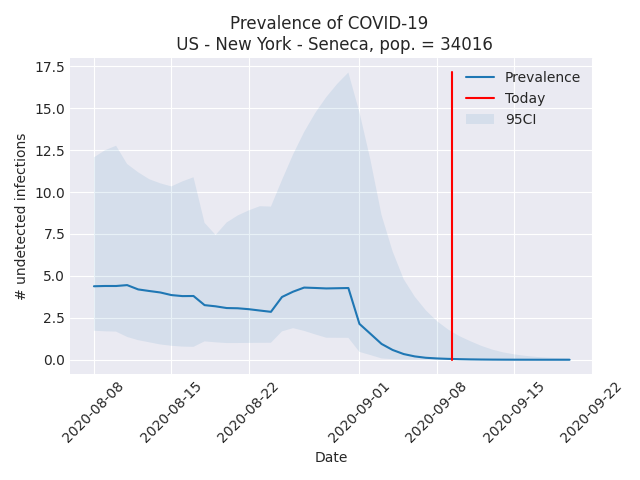 Prevalence of COVID-19
US - New York - Seneca, pop. = 34016
17.5
15.0
12.5
10.0
7.5
5.0
2.5
0.0
# undetected infections
Prevalence
Today
95CI
2020-08-08
2020-08-15
2020-08-22
2020-09-01
2020-09-08
2020-09-15
2020-09-22
Date